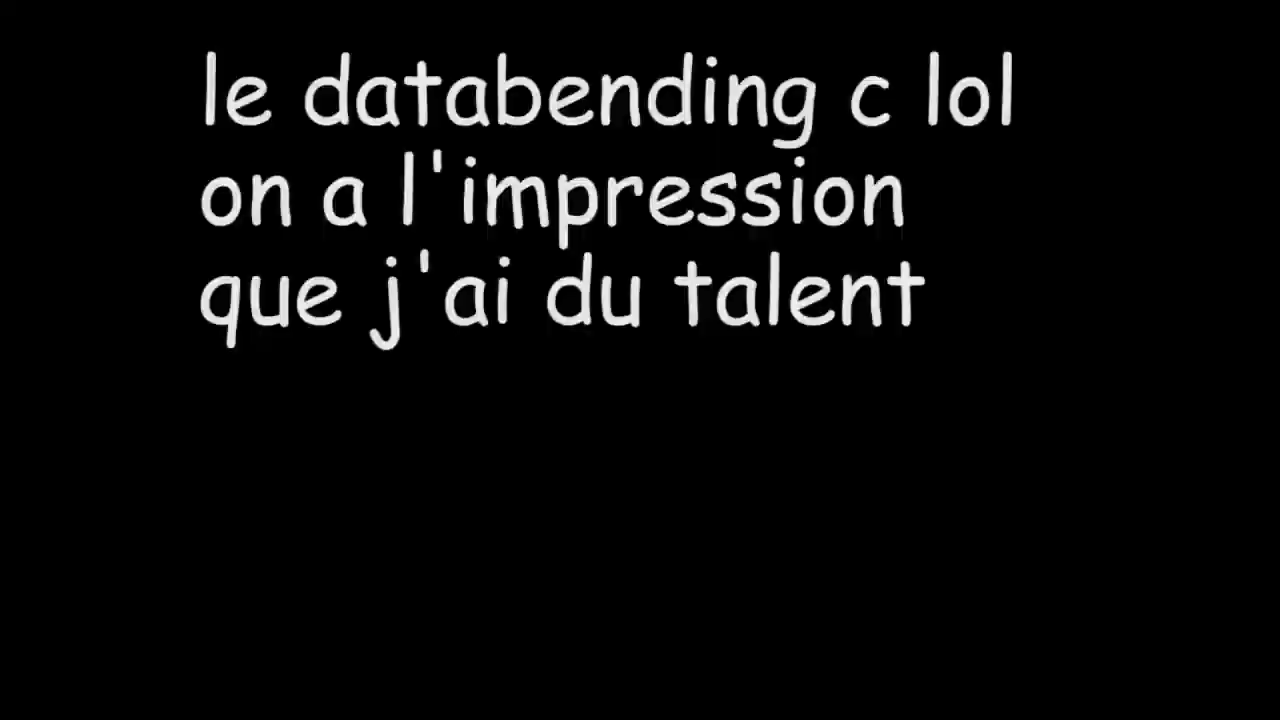 le databending c lol
on a l'impression
que j'ai du talent